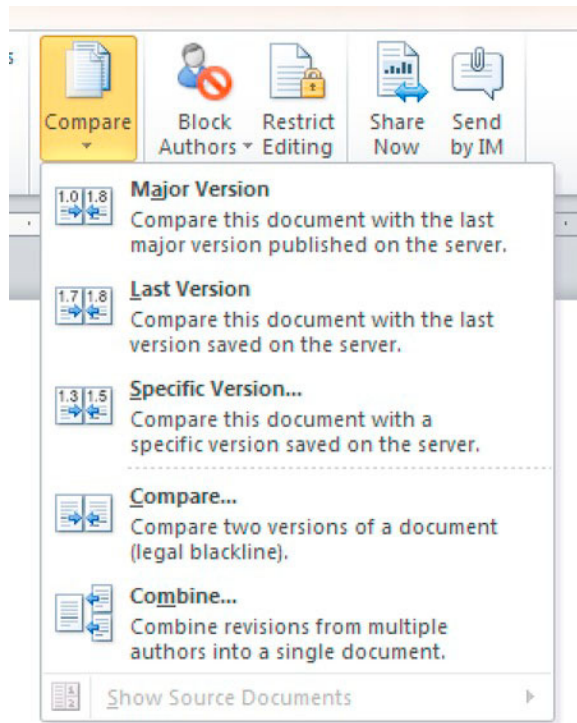 s
Compare
Block Authors
Restrict Editing
Share Now
Send by IM
1.0 1.8
Major Version
Compare this document with the last
major version published on the server.
1.7 1.8
Last Version
Compare this document with the last
version saved on the server.
1.3 1.5
Specific Version...
Compare this document with a
specific version saved on the server.
Compare...
Compare two versions of a document
(legal blackline).
Combine...
Combine revisions from multiple
authors into a single document.
1
2
Show Source Documents